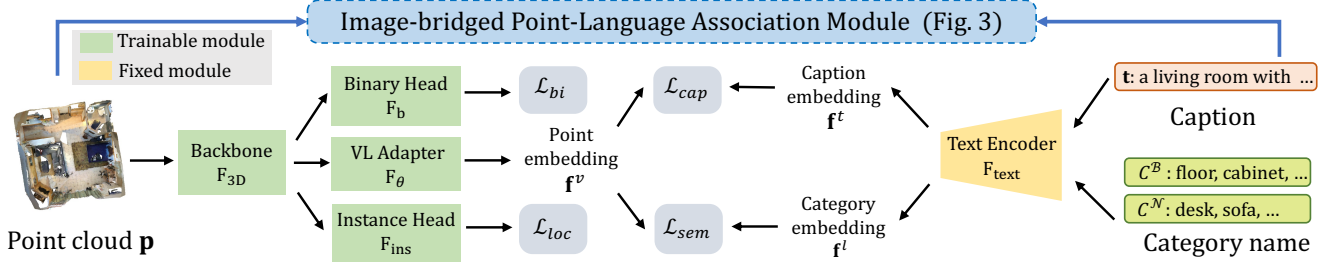 Image-bridged Point-Language Association Module (Fig. 3)
Trainable module
Fixed module
Point cloud p
Backbone
F_3D
Binary Head
F_b
VL Adapter
F_θ
Instance Head
F_ins
ℒ_bi
Point
embedding
f^v
ℒ_loc
ℒ_cap
ℒ_sem
Caption
embedding
f^t
Category
embedding
f^l
Text Encoder
F_text
t: a living room with ...
Caption
C^ℬ : floor, cabinet, ...
C^𝒩 : desk, sofa, ...
Category name